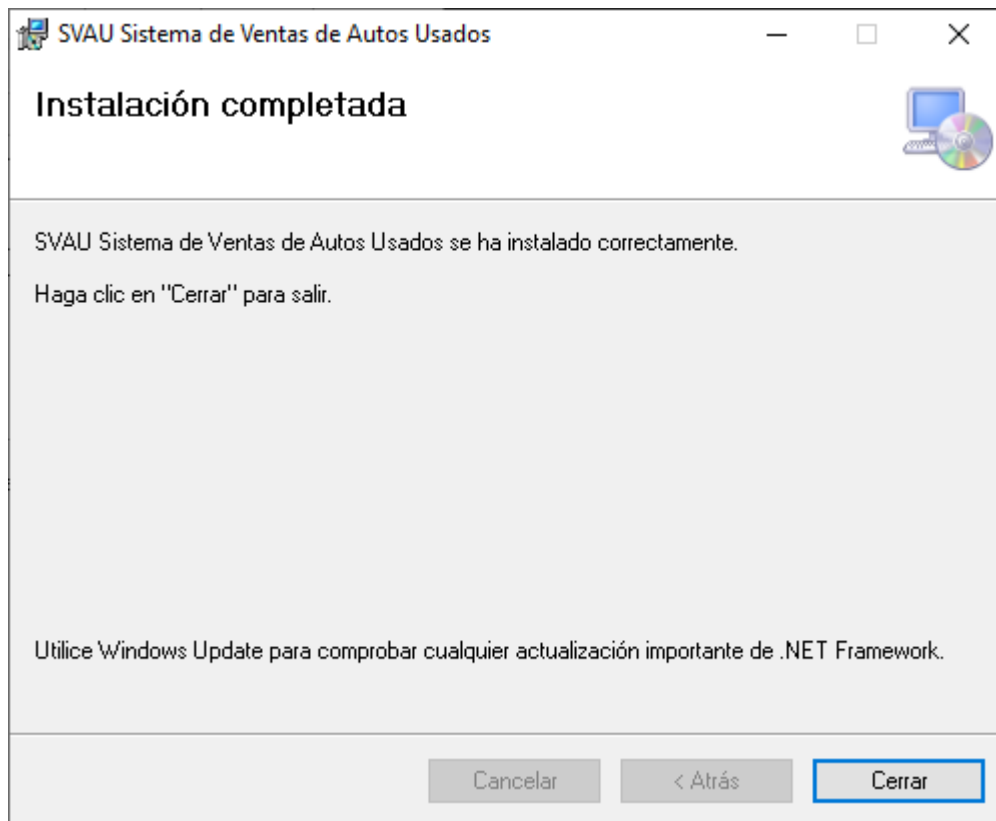 SVAU Sistema de Ventas de Autos Usados
Instalación completada
SVAU Sistema de Ventas de Autos Usados se ha instalado correctamente.
Haga clic en "Cerrar" para salir.
Utilice Windows Update para comprobar cualquier actualización importante de .NET Framework.
Cancelar
< Atrás
Cerrar